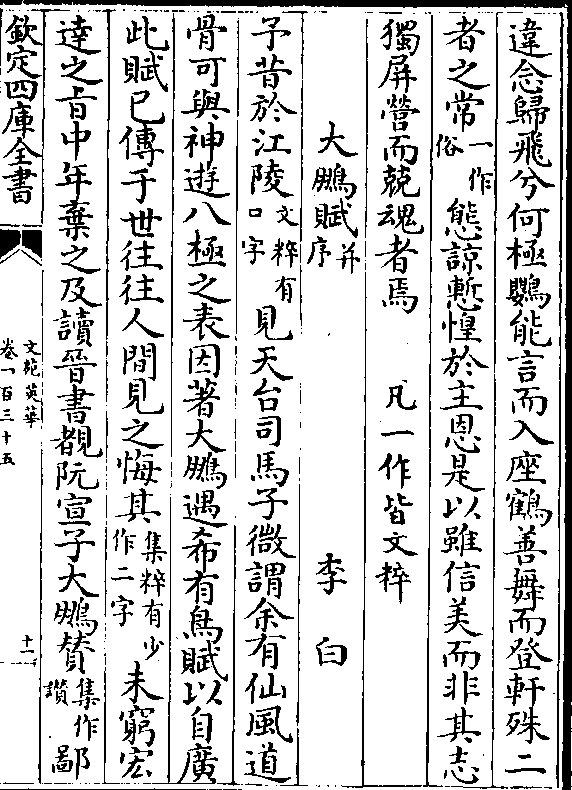 違念歸飛兮何極鸚能言而入座鶴善舞而登軒殊二
者之常一作俗態諒慙惶於主恩是以雖信美而非其志
獨屏營而兢魂者焉 凡一作皆文粹
大鵬賦并序 李白
予昔於江陵文粹有口字見天台司馬子微謂余有仙風道
骨可與神遊八極之表因著大鵬遇希有鳥賦以自廣
此賦已傳于世往往人間見之悔其集粹有少作二字未窮宏
達之旨中年棄之及讀晉書覩阮宣子大鵬賛集作讚鄙
欽定四庫全書
文苑英華
卷一百三十五
十一